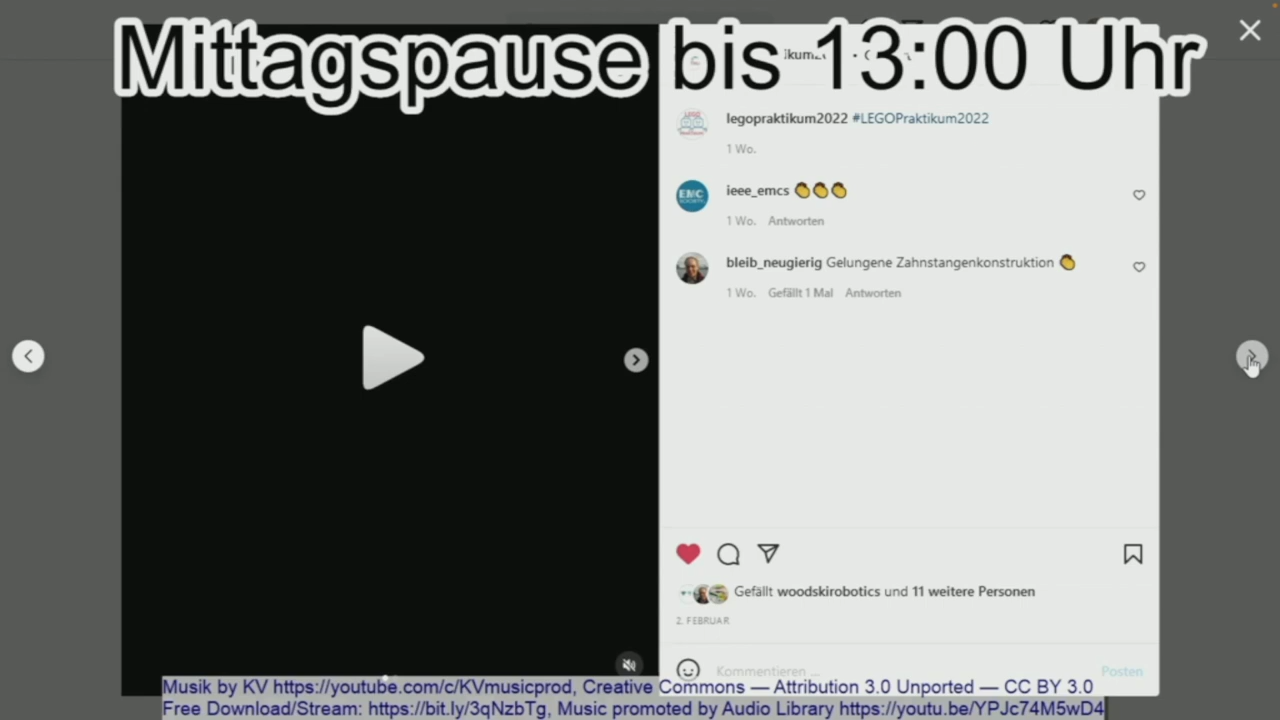 Mittagspause bis 13:00 Uhr
legopraktikum2022 #LEGOPraktikum2022
1 Wo.
EMC
ieee_emcs 👏👏👏
1 Wo. Antworten
bleib_neugierig Gelungene Zahnstangenkonstruktion 👏
1 Wo. Gefällt 1 Mal Antworten
Gefällt woodskirobotics und 11 weitere Personen
2. FEBRUAR
Kommentieren ...
Posten
Musik by KV https://youtube.com/c/KVmusicprod, Creative Commons — Attribution 3.0 Unported — CC BY 3.0
Free Download/Stream: https://bit.ly/3qNzbTg, Music promoted by Audio Library https://youtu.be/YPJc74M5wD4